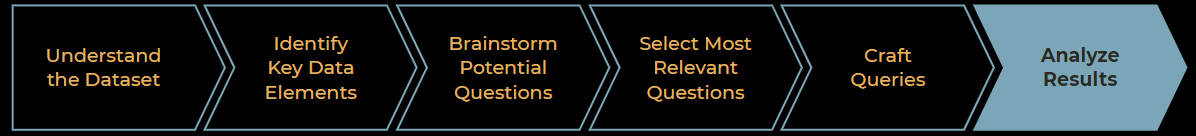 Understand
the Dataset
Identify
Key Data
Elements
Brainstorm
Potential
Questions
Select Most
Relevant
Questions
Craft
Queries
Analyze
Results